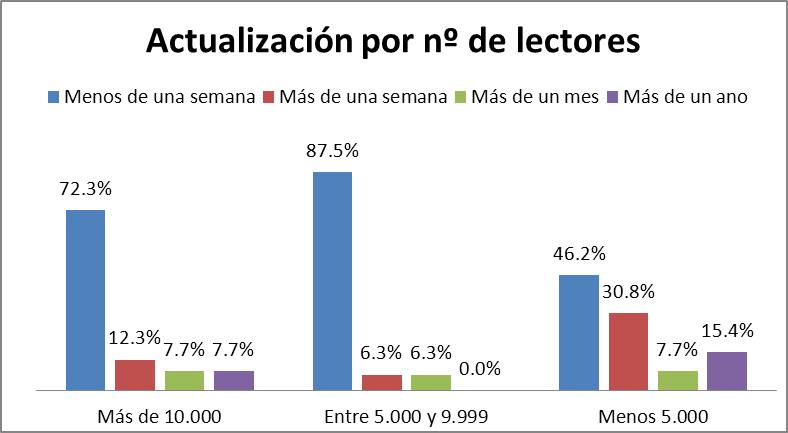 Actualización por nº de lectores
Menos de una semana Más de una semana Más de un mes Más de un ano
72.3% 12.3% 7.7% 7.7%
87.5% 6.3% 6.3% 0.0%
46.2% 30.8% 7.7% 15.4%
Más de 10.000 Entre 5.000 y 9.999 Menos 5.000